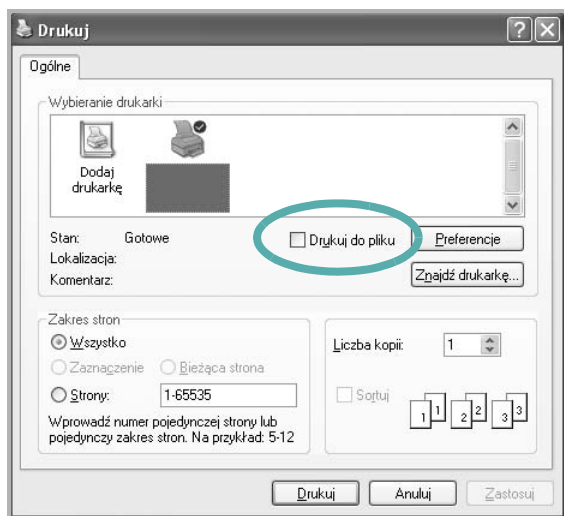 Drukuj
Ogólne
Wybieranie drukarki
Dodaj
drukarkę
Stan: Gotowe
Lokalizacja:
Komentarz:
Drukuj do pliku
Preferencje
Znajdź drukarkę...
Zakres stron
Wszystko
Zaznaczenie Bieżąca strona
Strony: 1-65535
Wprowadź numer pojedynczej strony lub
pojedynczy zakres stron. Na przykład: 5-12
Liczba kopii: 1
Sortuj
1 1 2 2 3 3
Drukuj Anuluj Zastosuj